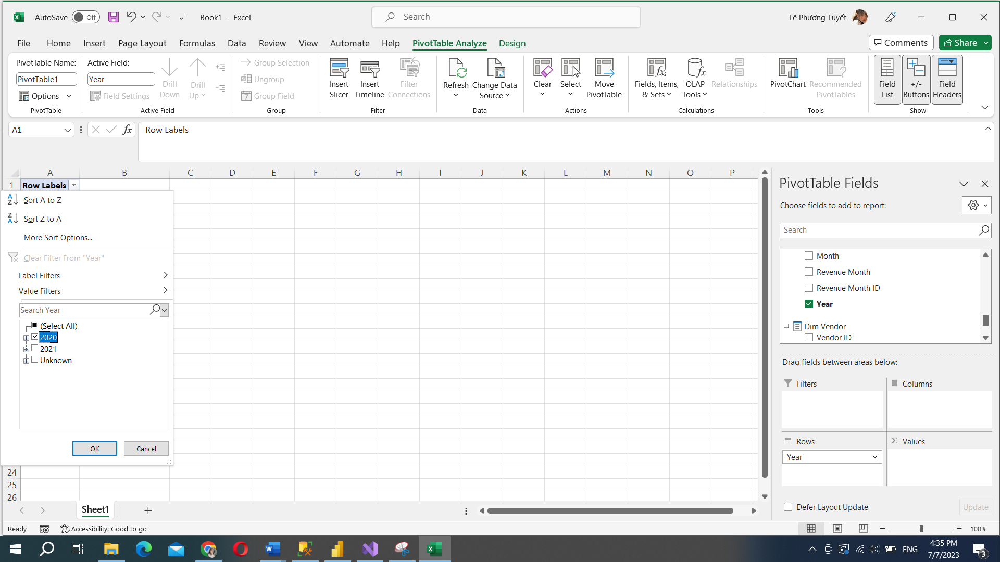 AutoSave Off Book1 - Excel Search Lê Phương Tuyết
File Home Insert Page Layout Formulas Data Review View Automate Help PivotTable Analyze Design Comments Share
PivotTable Name:
PivotTable1
Options
PivotTable
Active Field:
Year
Field Settings
Drill Down
Drill Up
Active Field
Group Selection
Ungroup
Group Field
Group
Insert Slicer
Insert Timeline
Filter Connections
Filter
Refresh
Change Data Source
Data
Clear
Select
Move PivotTable
Actions
Fields, Items, & Sets
OLAP Tools
Relationships
Calculations
PivotChart
Recommended PivotTables
Tools
Field List
+/- Buttons
Field Headers
Show
A1 fx Row Labels
A B C D E F G H I J K L M N O P
1 Row Labels
Sort A to Z
Sort Z to A
More Sort Options...
Clear Filter From "Year"
Label Filters
Value Filters
Search Year
(Select All)
2020
2021
Unknown
OK Cancel
24
25
26
PivotTable Fields
Choose fields to add to report:
Search
Month
Revenue Month
Revenue Month ID
Year
Dim Vendor
Vendor ID
Drag fields between areas below:
Filters Columns
Rows Σ Values
Year
Defer Layout Update Update
Sheet1
Ready Accessibility: Good to go 100%
ENG 4:35 PM
7/7/2023 3